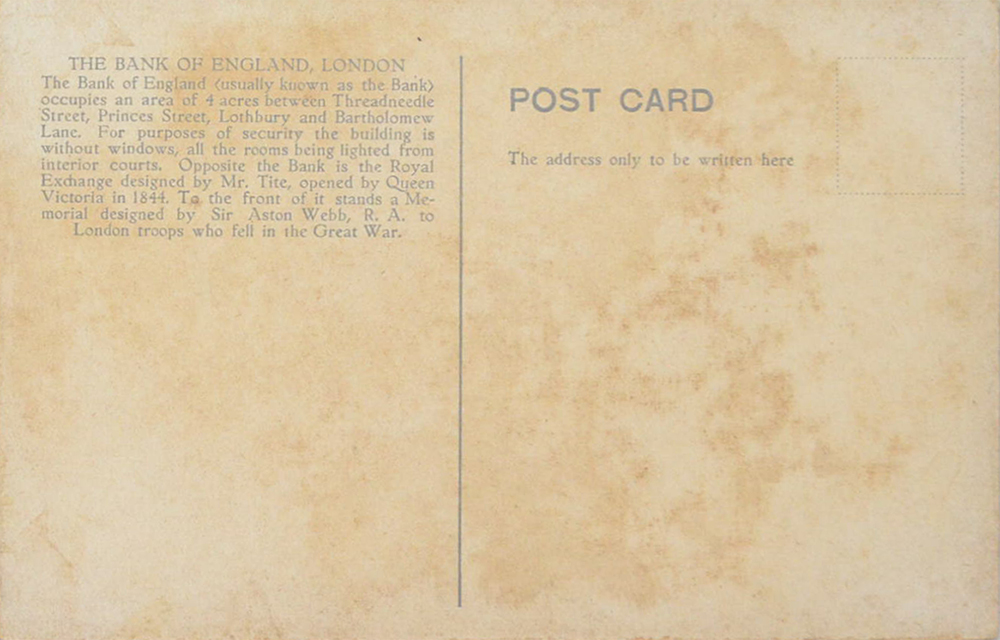 THE BANK OF ENGLAND, LONDON
The Bank of England (usually known as the Bank)
occupies an area of 4 acres between Threadneedle
Street, Princes Street, Lothbury and Bartholomew
Lane. For purposes of security the building is
without windows, all the rooms being lighted from
interior courts. Opposite the Bank is the Royal
Exchange designed by Mr. Tite, opened by Queen
Victoria in 1844. To the front of it stands a Me-
morial designed by Sir Aston Webb, R. A. to
London troops who fell in the Great War.
POST CARD
The address only to be written here